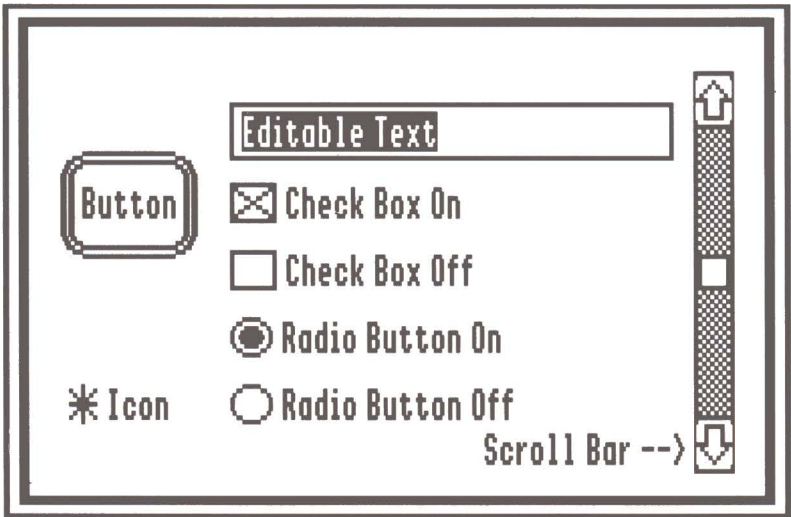 Editable Text
Button
Check Box On
Check Box Off
Radio Button On
Icon
Radio Button Off
Scroll Bar -->